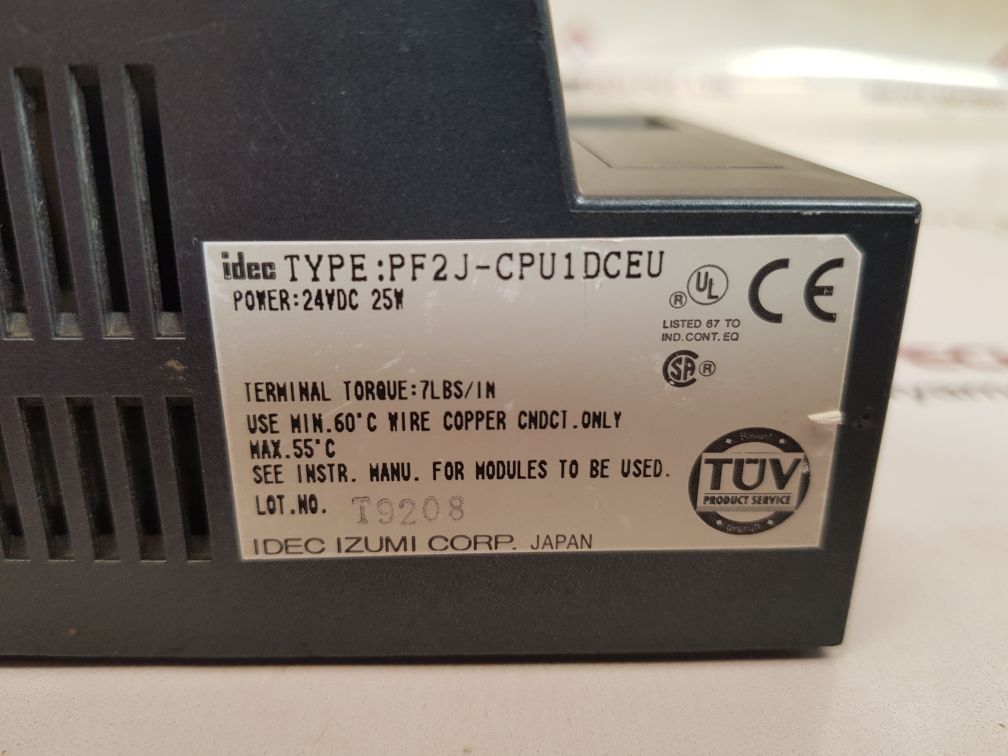 idec TYPE:PF2J-CPU1DCEU
POWER:24VDC 25W
® UL
CE
LISTED 67 TO
IND.CONT.EQ
SA ®
TERMINAL TORQUE:7LBS/IN
USE MIN.60°C WIRE COPPER CNDCT.ONLY
MAX.55°C
SEE INSTR. MANU. FOR MODULES TO BE USED.
TÜV
PRODUCT SERVICE
LOT.NO. T9208
IDEC IZUMI CORP. JAPAN